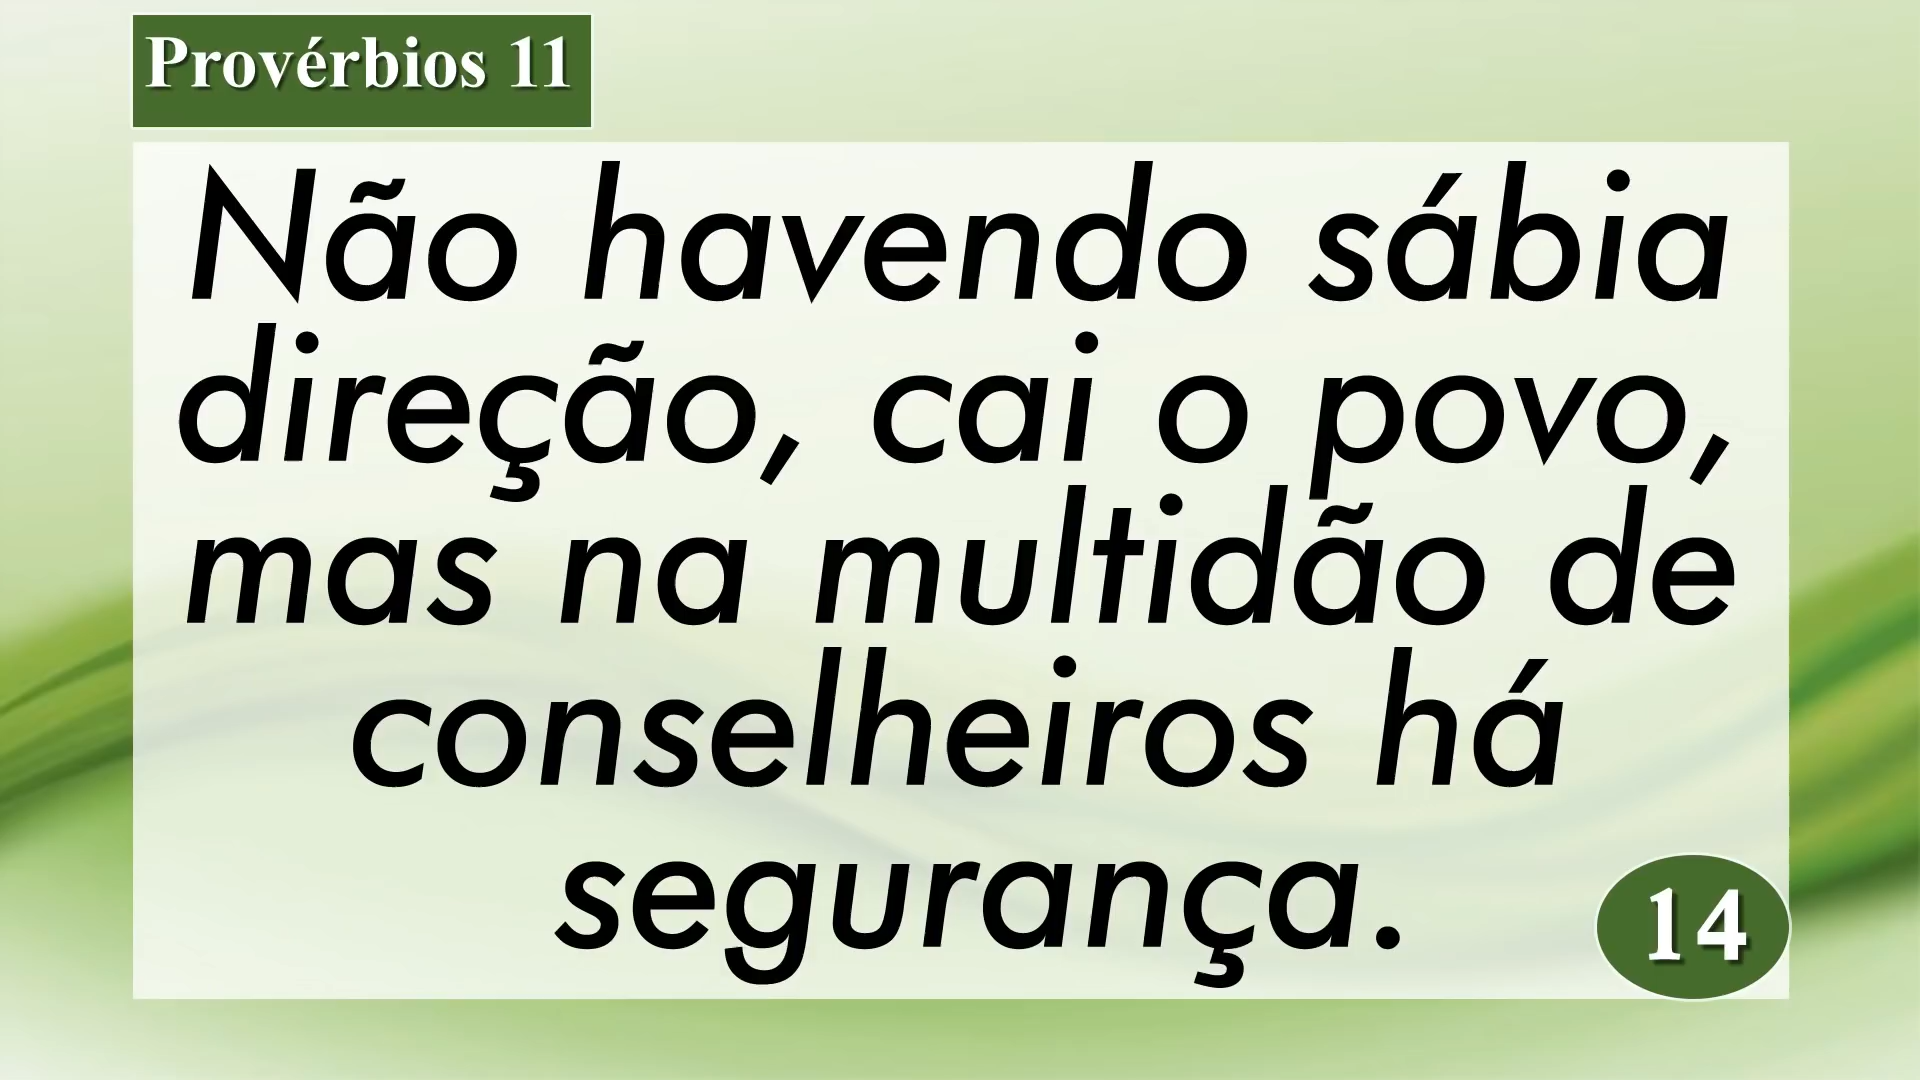 Provérbios 11
Não havendo sábia
direção, cai o povo,
mas na multidão de
conselheiros há
segurança.
14